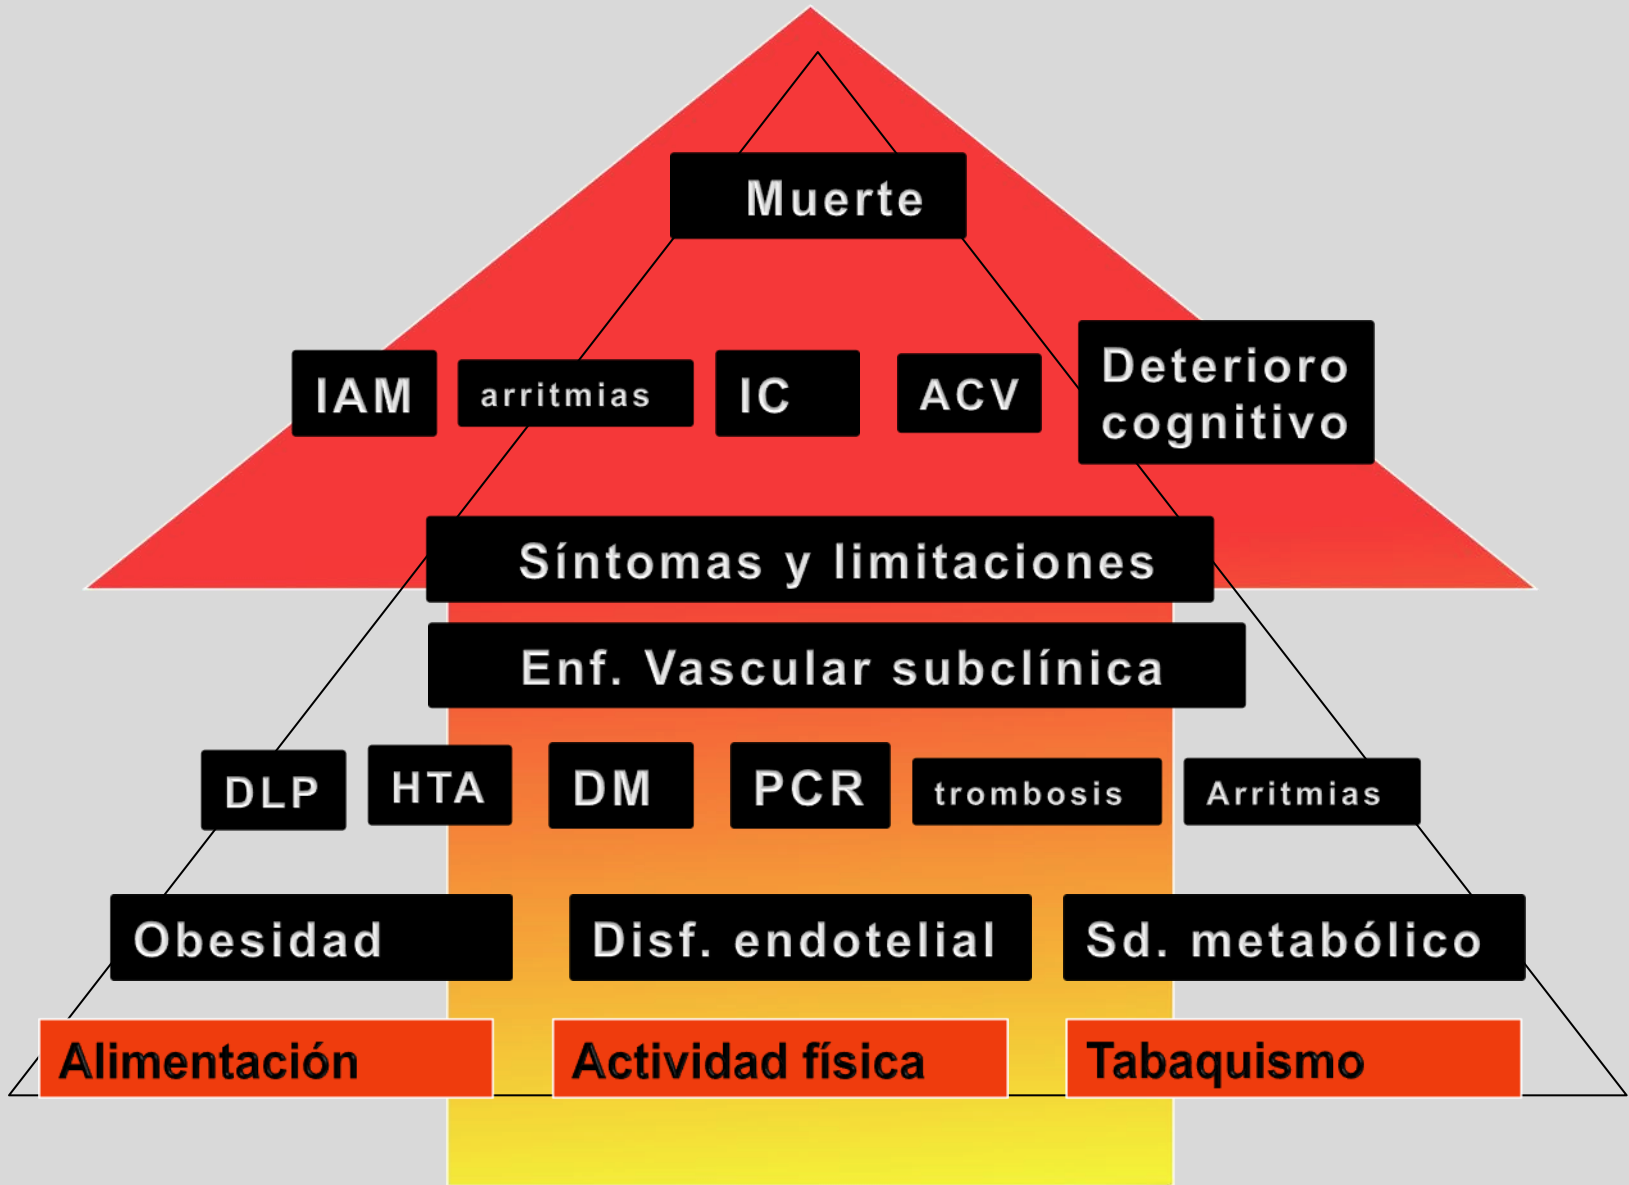 Muerte
IAM
arritmias
IC
ACV
Deterioro
cognitivo
Síntomas y limitaciones
Enf. Vascular subclínica
DLP
HTA
DM
PCR
trombosis
Arritmias
Obesidad
Disf. endotelial
Sd. metabólico
Alimentación
Actividad física
Tabaquismo